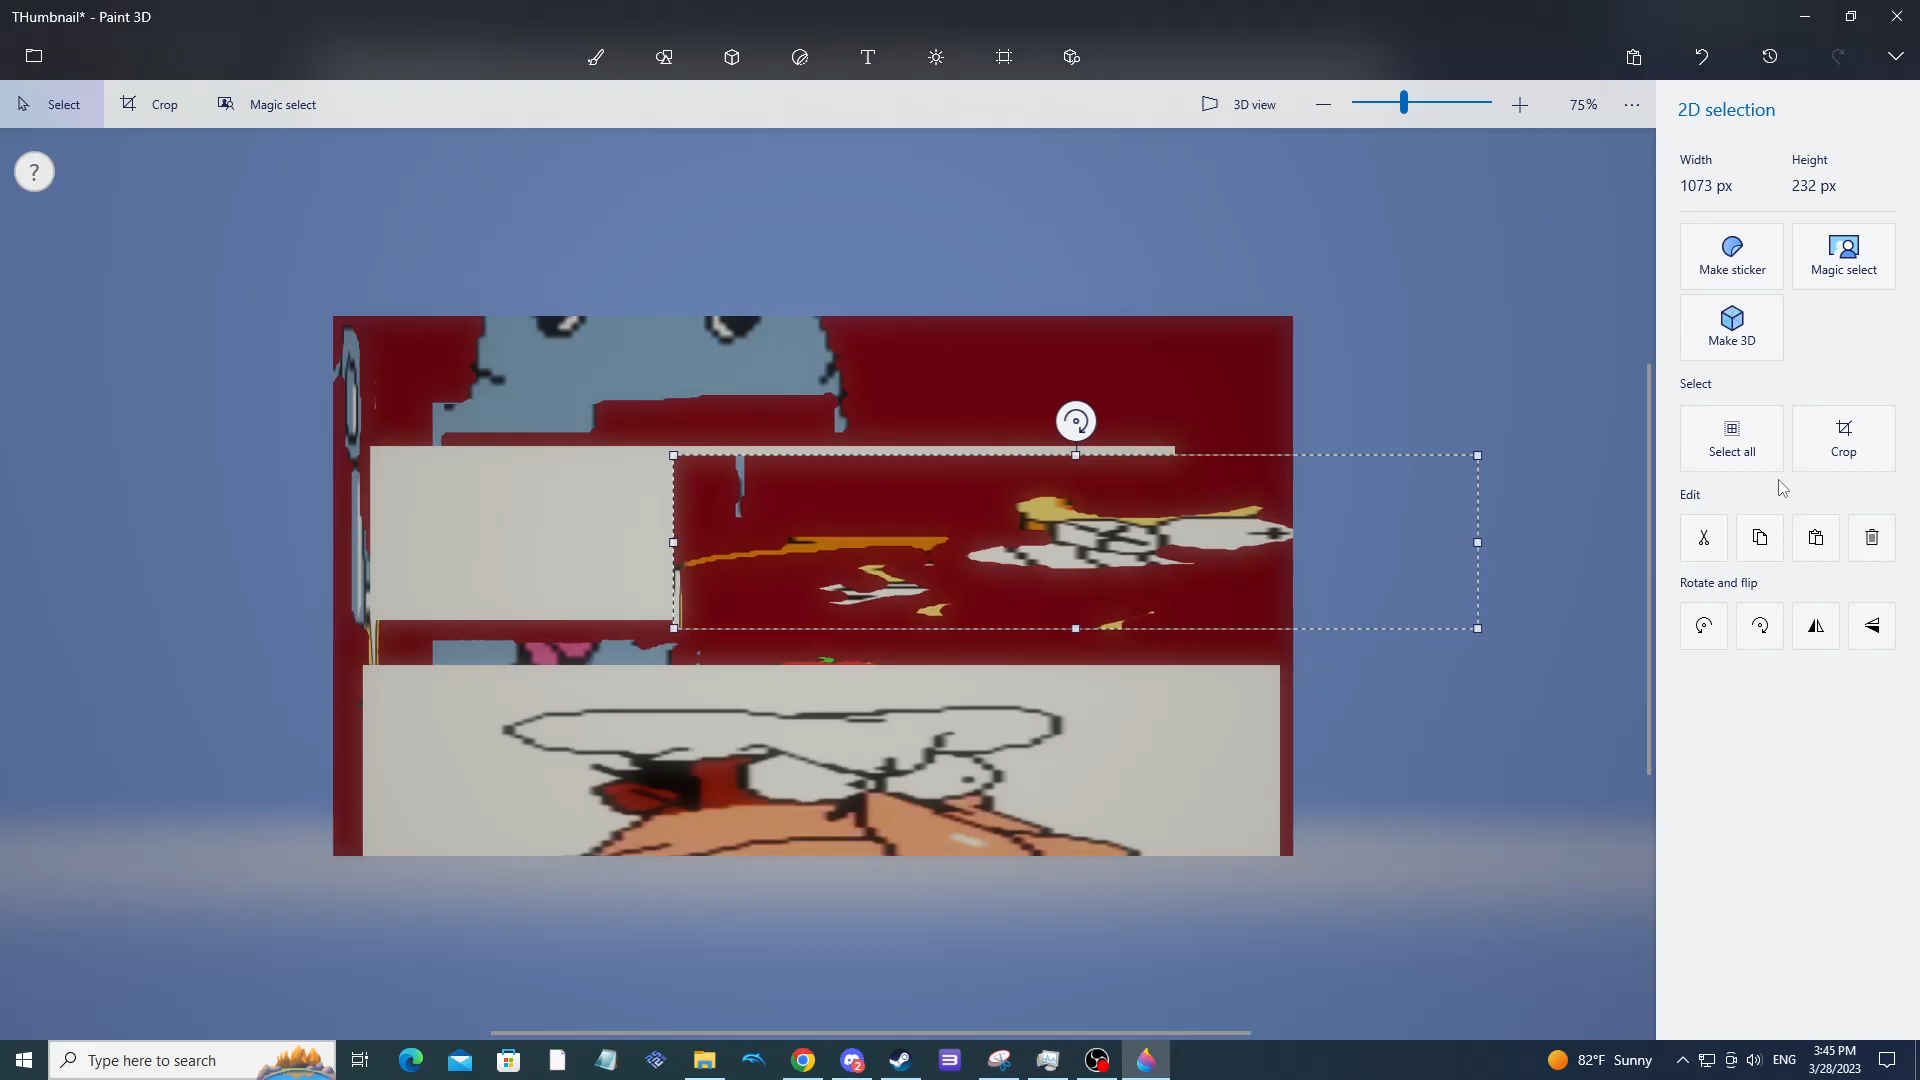 THumbnail* - Paint 3D
Select
Crop
Magic select
3D view
75%
?
2D selection
Width
Height
1073 px
232 px
Make sticker
Magic select
Make 3D
Select
Select all
Crop
Edit
Rotate and flip
Type here to search
2
82°F Sunny
ENG
3:45 PM
3/28/2023